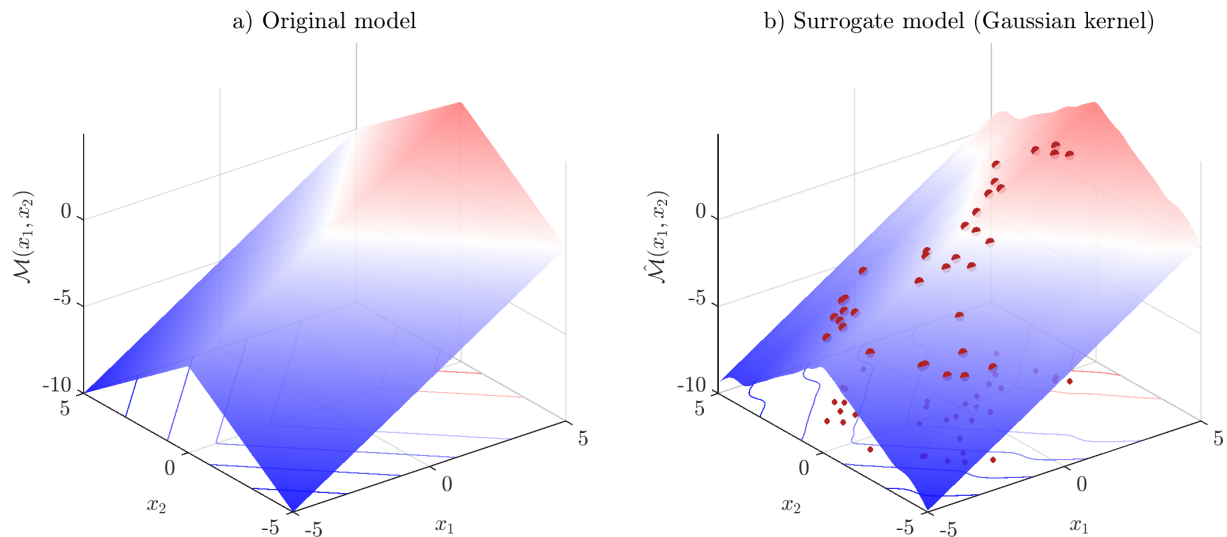 a) Original model
0
-5
-10
5
0
-5
-5
0
5
x₂
x₁
ℳ(x₁, x₂)
b) Surrogate model (Gaussian kernel)
0
-5
-10
5
0
-5
-5
0
5
x₂
x₁
ℳ̂(x₁, x₂)